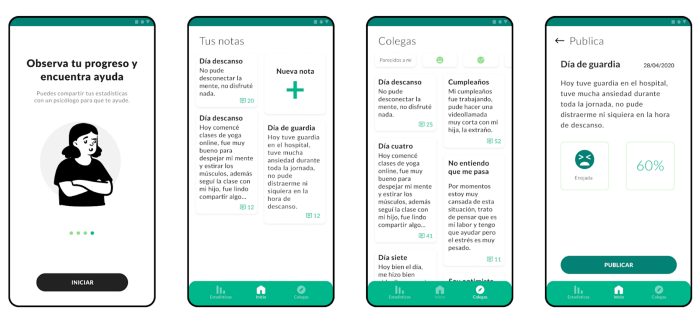 Observa tu progreso y
encuentra ayuda
Puedes compartir tus estadísticas
con un psicólogo para que te ayude.
INICIAR
Tus notas
Día descanso
No pude
desconectar la
mente, no disfruté
nada.
20
Día descanso
Hoy comencé
clases de yoga
online, fue muy
bueno para
despejar mi mente
y estirar los
músculos, además
seguí la clase con
mi hijo, fue lindo
compartir algo...
12
Nueva nota
Día de guardia
Hoy tuve guardia
en el hospital,
tuve mucha
ansiedad durante
toda la jornada,
no pude
distraerme ni
siquiera en la
hora de
descanso.
12
Estadísticas
Inicio
Colegas
Colegas
Parecidos a mi
Día descanso
No pude
desconectar la
mente, no disfruté
nada.
25
Día cuatro
Hoy comencé
clases de yoga
online, fue muy
bueno para
despejar mi mente
y estirar los
músculos, además
seguí la clase con
mi hijo, fue lindo
compartir algo...
41
Día siete
Hoy bien el día,
me hizo bien
Cumpleaños
Mi cumpleaños
fue trabajando,
pude hacer una
videollamada
muy corta con mi
hija, la extraño.
52
No entiendo
que me pasa
Por momentos
estoy muy
cansada de esta
situación, trato
de pensar que es
mi labor y tengo
que ayudar pero
el estrés es muy
pesado.
11
Soy optimista
Estadísticas
Inicio
Colegas
← Publica
Día de guardia 28/04/2020
Hoy tuve guardia en el hospital,
tuve mucha ansiedad durante
toda la jornada, no pude
distraerme ni siquiera en la hora
de descanso.
Enojada
60%
PUBLICAR
Estadísticas
Inicio
Colegas